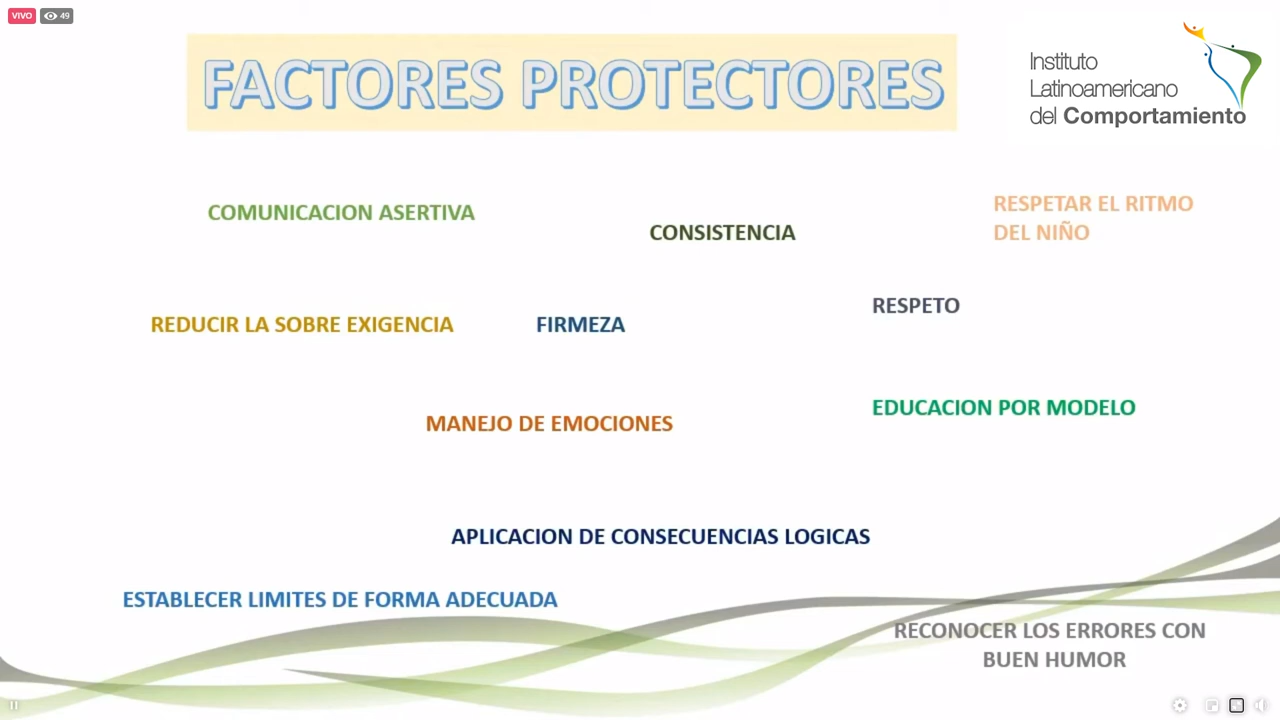 VIVO 49
FACTORES PROTECTORES
Instituto
Latinoamericano
del Comportamiento
COMUNICACION ASERTIVA
CONSISTENCIA
RESPETAR EL RITMO
DEL NIÑO
REDUCIR LA SOBRE EXIGENCIA
FIRMEZA
RESPETO
MANEJO DE EMOCIONES
EDUCACION POR MODELO
APLICACION DE CONSECUENCIAS LOGICAS
ESTABLECER LIMITES DE FORMA ADECUADA
RECONOCER LOS ERRORES CON
BUEN HUMOR